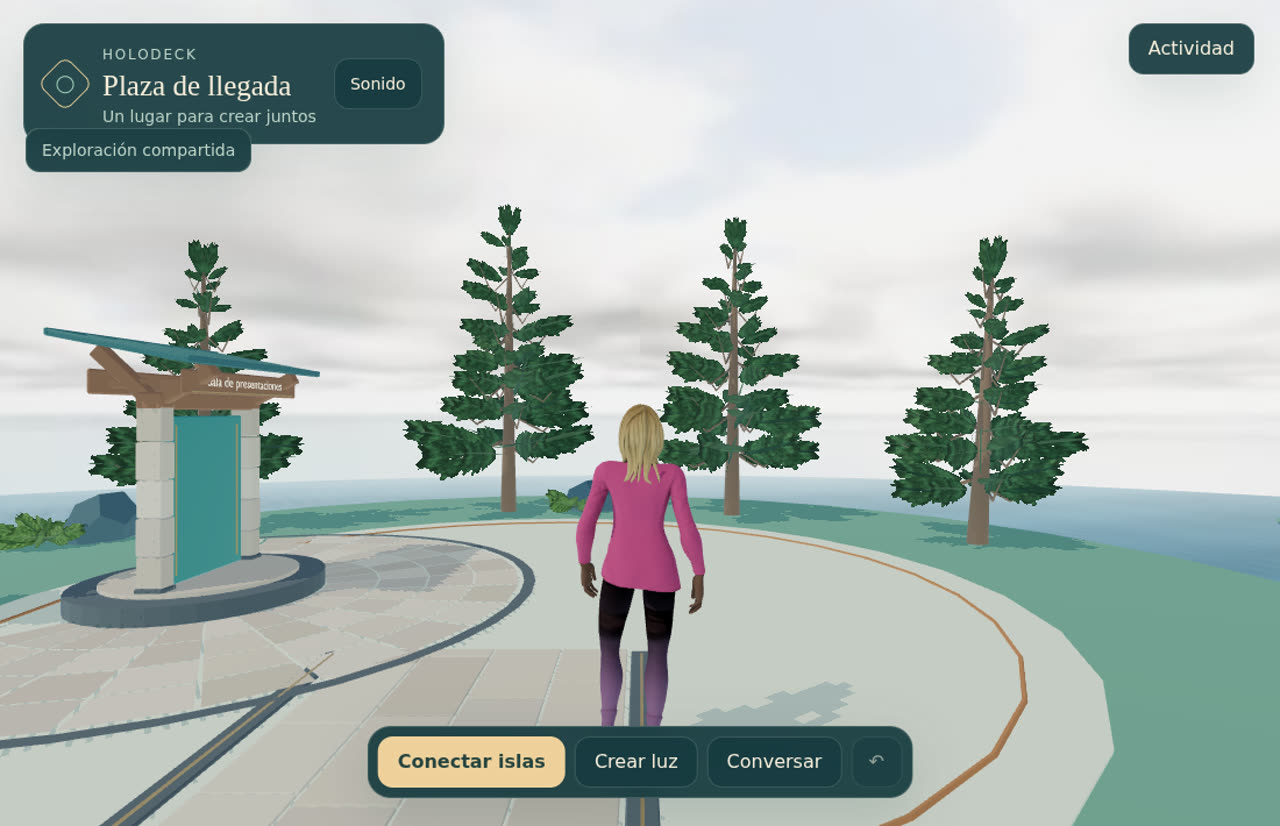 HOLODECK
Plaza de llegada
Un lugar para crear juntos
Sonido
Exploración compartida
Actividad
Sala de presentaciones
Conectar islas
Crear luz
Conversar
↶